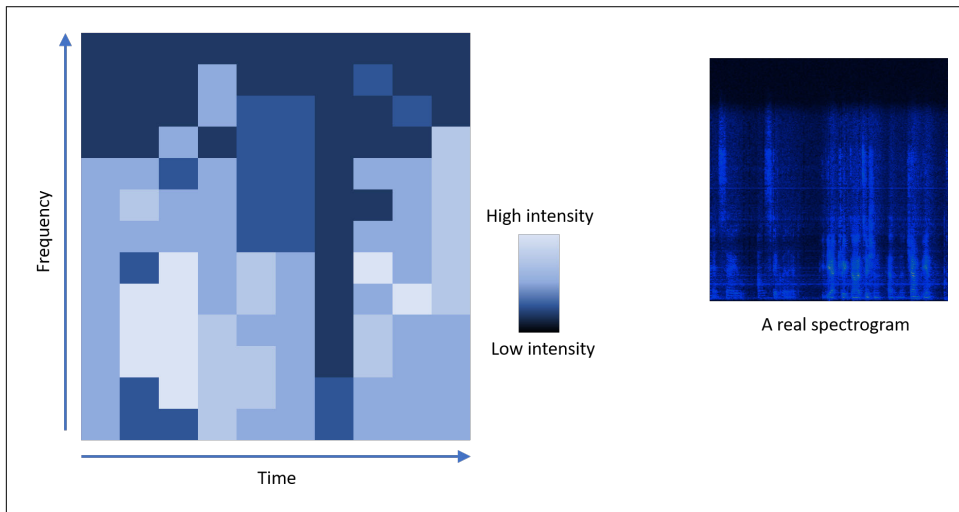 Frequency
High intensity
Low intensity
A real spectrogram
Time